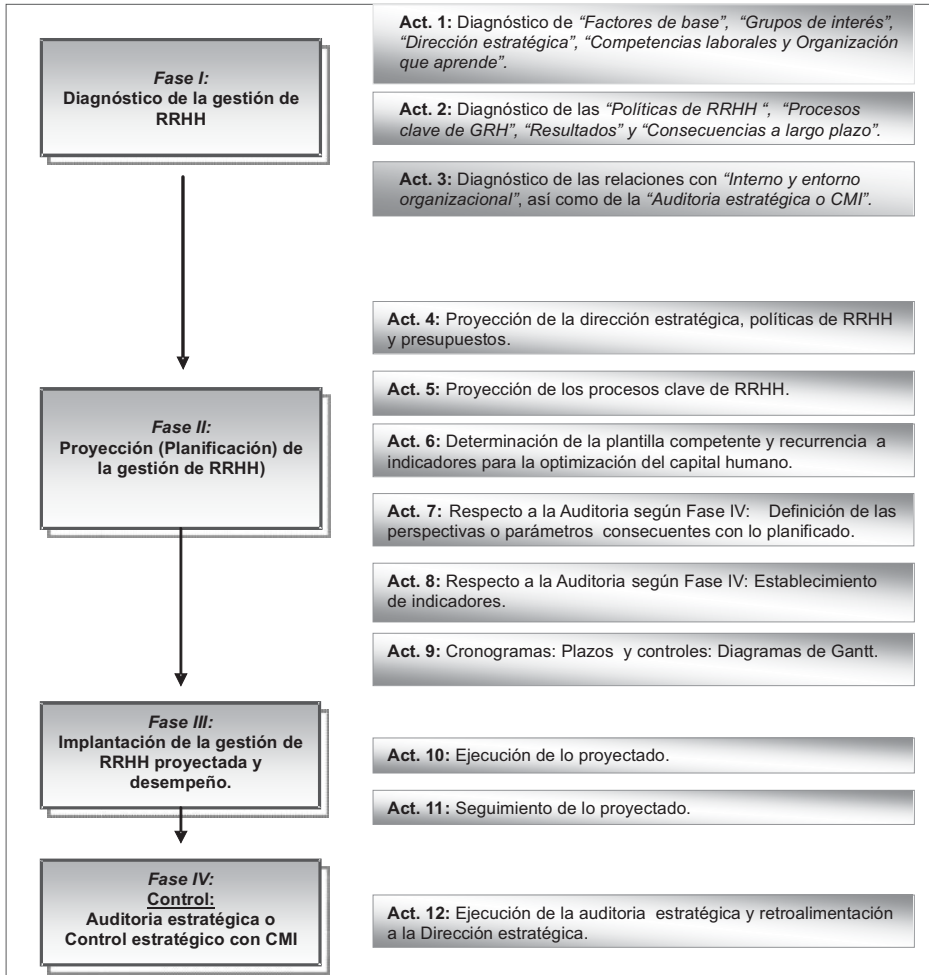 Fase I:
Diagnóstico de la gestión de
RRHH
Act. 1: Diagnóstico de “Factores de base”, “Grupos de interés”,
“Dirección estratégica”, “Competencias laborales y Organización
que aprende”.
Act. 2: Diagnóstico de las “Políticas de RRHH “, “Procesos
clave de GRH”, “Resultados” y “Consecuencias a largo plazo”.
Act. 3: Diagnóstico de las relaciones con “Interno y entorno
organizacional”, así como de la “Auditoria estratégica o CMI”.
Fase II:
Proyección (Planificación) de
la gestión de RRHH)
Act. 4: Proyección de la dirección estratégica, políticas de RRHH
y presupuestos.
Act. 5: Proyección de los procesos clave de RRHH.
Act. 6: Determinación de la plantilla competente y recurrencia a
indicadores para la optimización del capital humano.
Act. 7: Respecto a la Auditoria según Fase IV: Definición de las
perspectivas o parámetros consecuentes con lo planificado.
Act. 8: Respecto a la Auditoria según Fase IV: Establecimiento
de indicadores.
Act. 9: Cronogramas: Plazos y controles: Diagramas de Gantt.
Fase III:
Implantación de la gestión de
RRHH proyectada y
desempeño.
Act. 10: Ejecución de lo proyectado.
Act. 11: Seguimiento de lo proyectado.
Fase IV:
Control:
Auditoria estratégica o
Control estratégico con CMI
Act. 12: Ejecución de la auditoria estratégica y retroalimentación
a la Dirección estratégica.